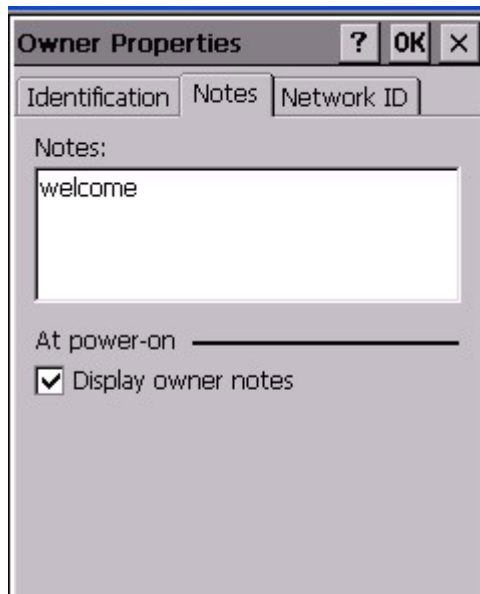 Owner Properties ? OK ×
Identification Notes Network ID
Notes:
welcome
At power-on
Display owner notes